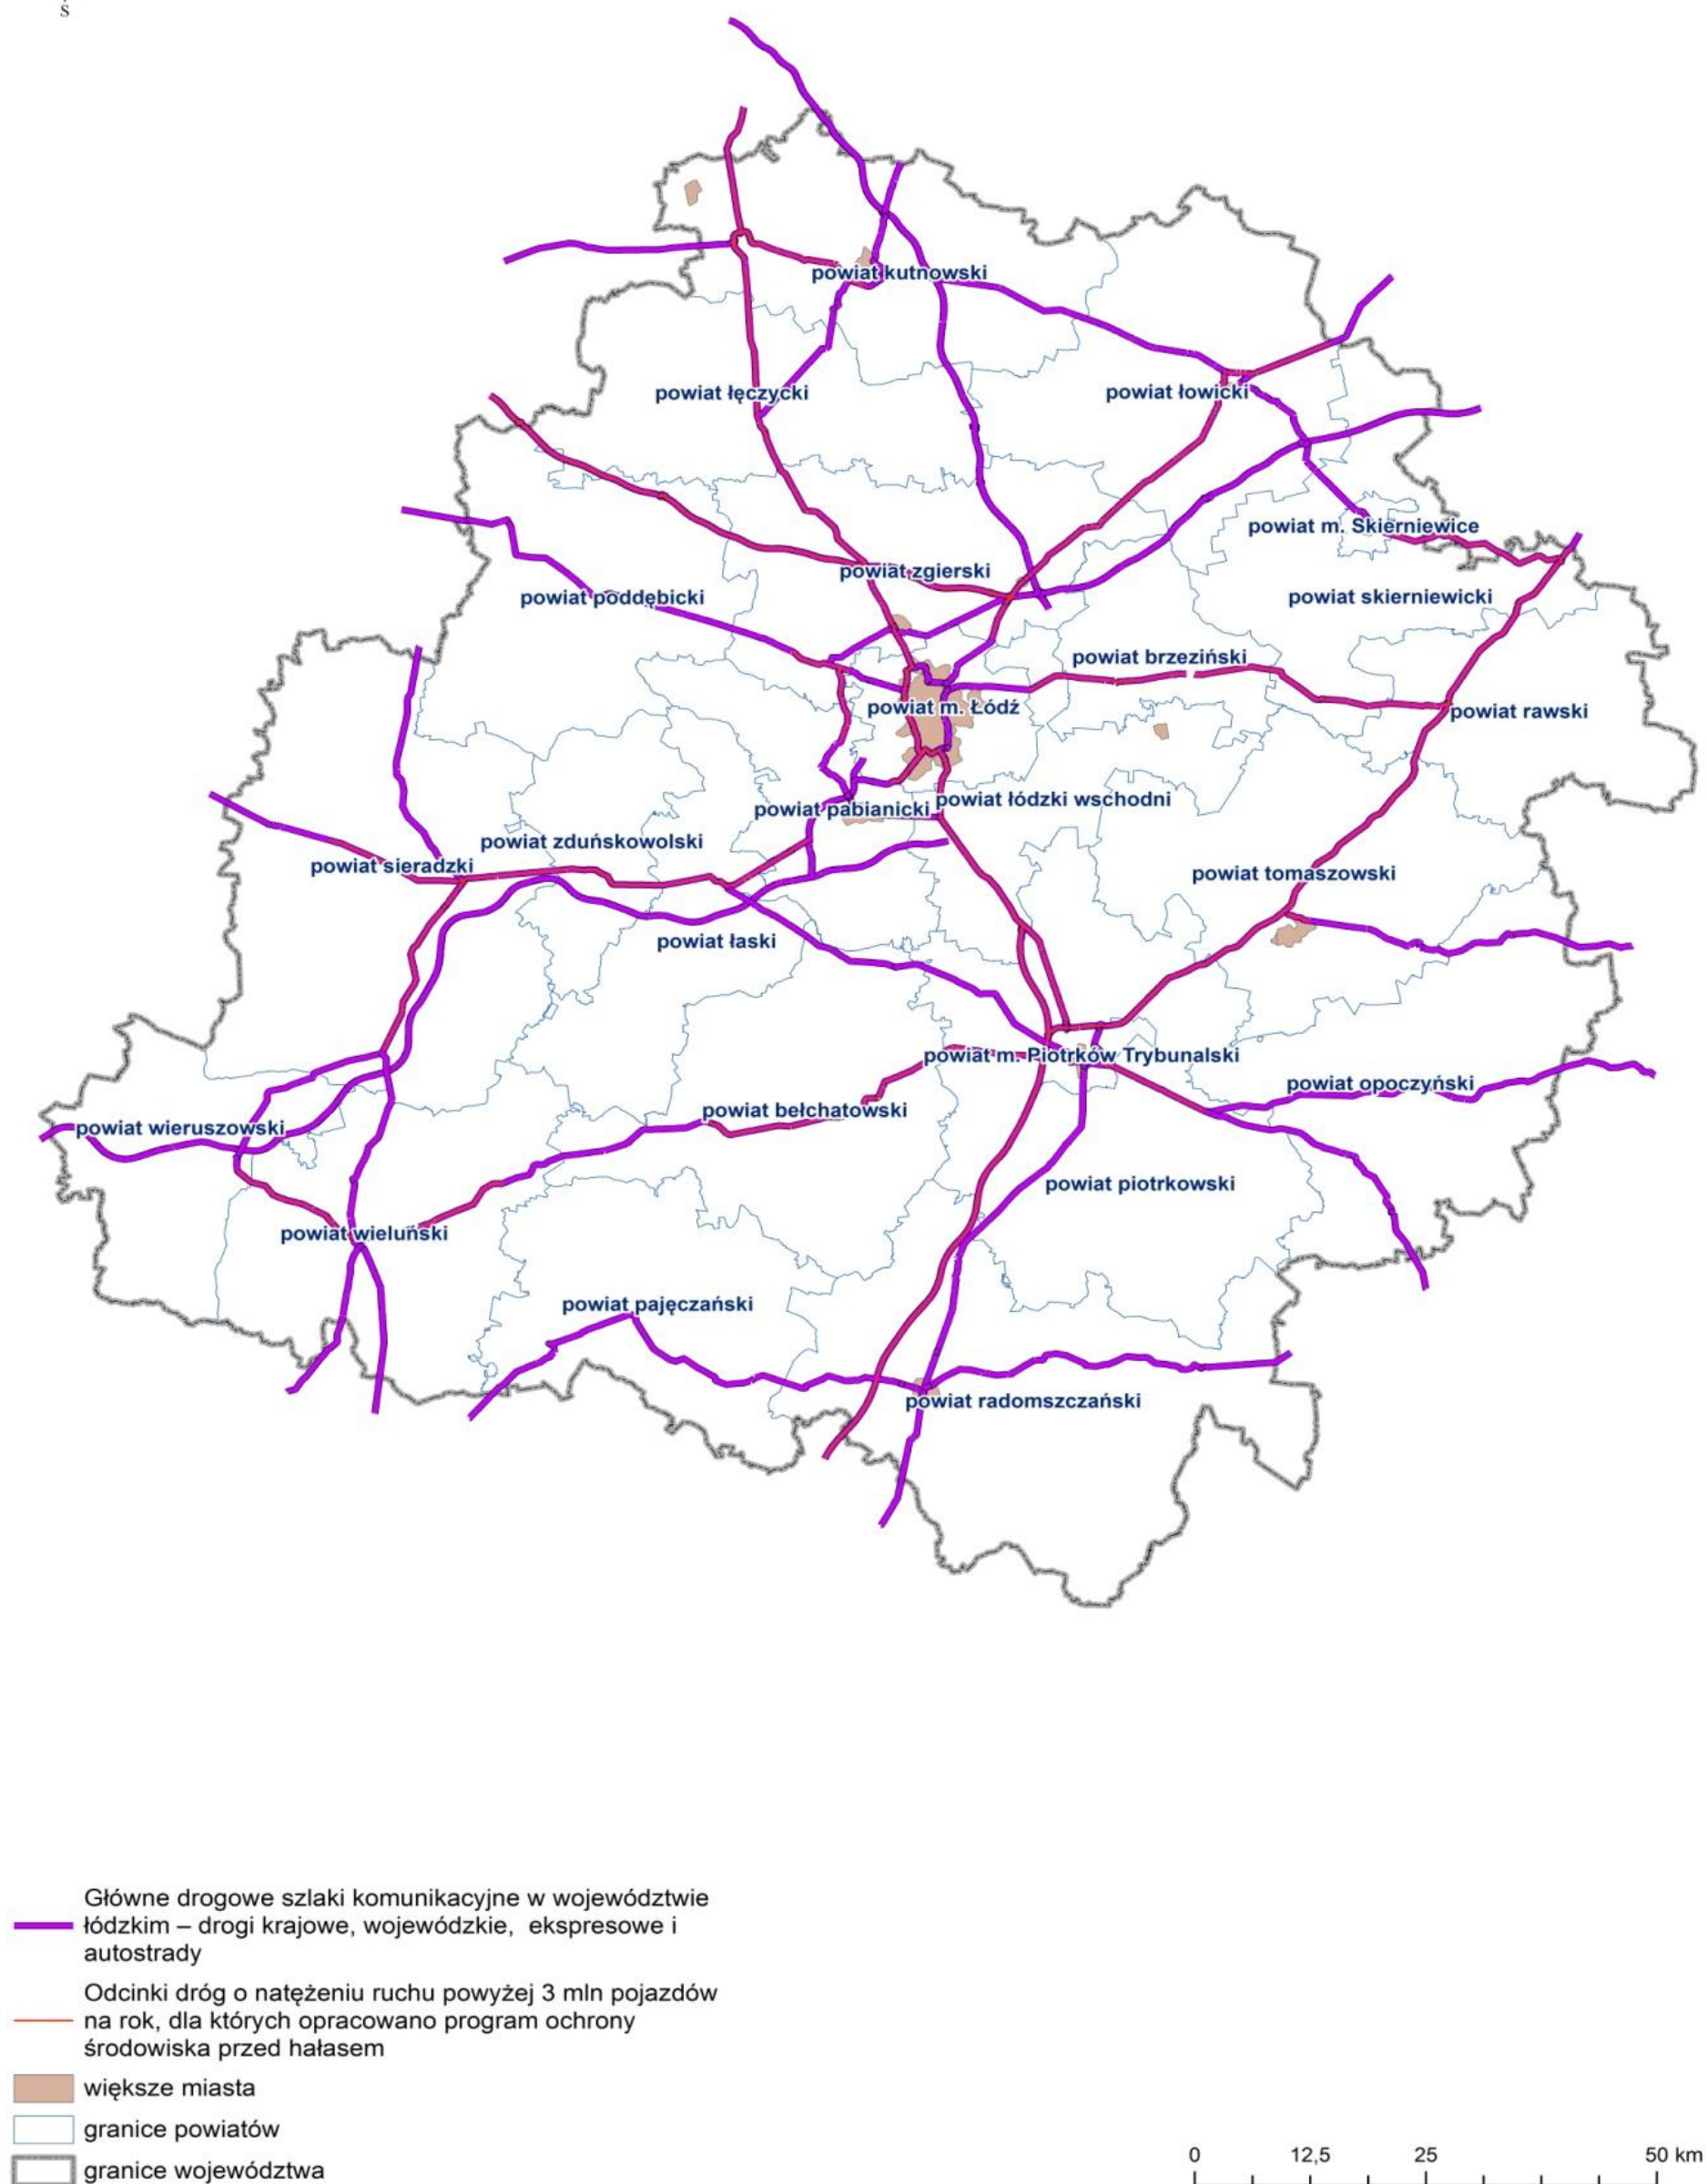 ś
powiat kutnowski
powiat łęczycki
powiat łowicki
powiat m. Skierniewice
powiat zgierski
powiat poddębicki
powiat skierniewicki
powiat brzeziński
powiat m. Łódź
powiat rawski
powiat pabianicki
powiat łódzki wschodni
powiat zduńskowolski
powiat sieradzki
powiat tomaszowski
powiat łaski
powiat m. Piotrków Trybunalski
powiat opoczyński
powiat bełchatowski
powiat wieruszowski
powiat piotrkowski
powiat wieluński
powiat pajęczański
powiat radomszczański
Główne drogowe szlaki komunikacyjne w województwie
łódzkim – drogi krajowe, wojewódzkie, ekspresowe i
autostrady
Odcinki dróg o natężeniu ruchu powyżej 3 mln pojazdów
na rok, dla których opracowano program ochrony
środowiska przed hałasem
większe miasta
granice powiatów
granice województwa
0 12,5 25 50 km